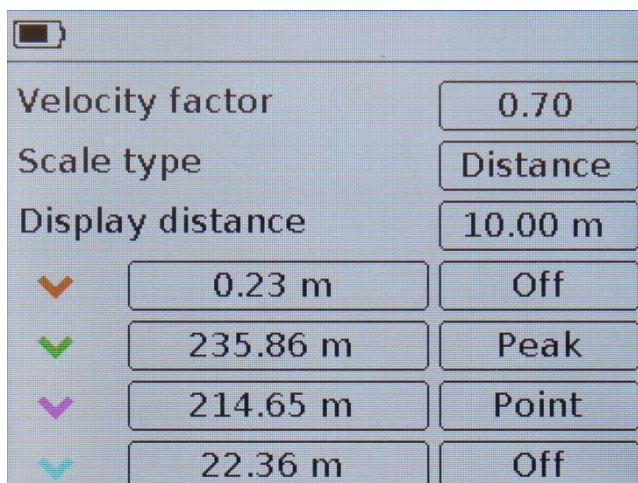 Velocity factor 0.70
Scale type Distance
Display distance 10.00 m
0.23 m Off
235.86 m Peak
214.65 m Point
22.36 m Off